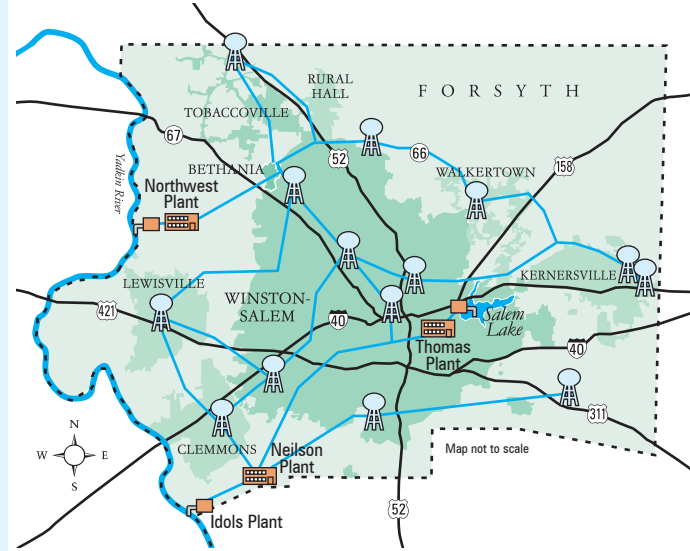 RURAL
HALL
FORSYTH
TOBACCOVILLE
67
52
66
158
BETHANIA
WALKERTOWN
Yadkin River
Northwest
Plant
LEWISVILLE
KERNERSVILLE
421
WINSTON-
SALEM
40
Salem
Lake
Thomas
Plant
40
311
CLEMMONS
Neilson
Plant
Map not to scale
N
W
E
S
Idols Plant
52